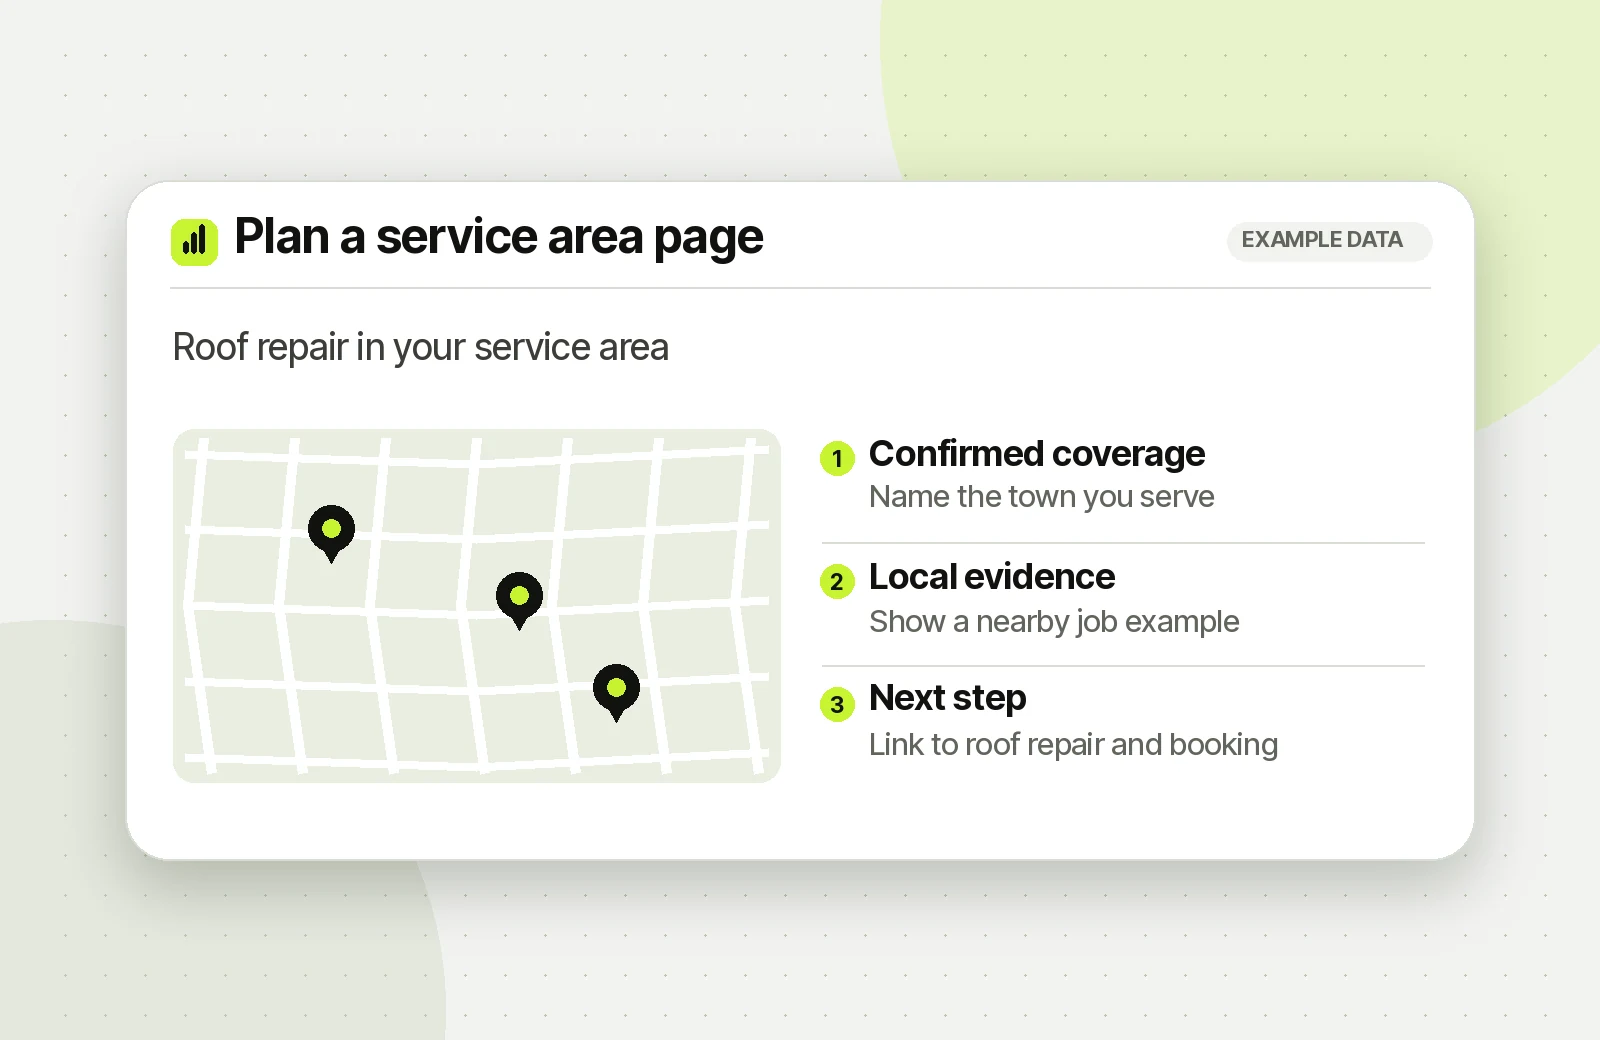 Plan a service area page
EXAMPLE DATA
Roof repair in your service area
1 Confirmed coverage
Name the town you serve
2 Local evidence
Show a nearby job example
3 Next step
Link to roof repair and booking